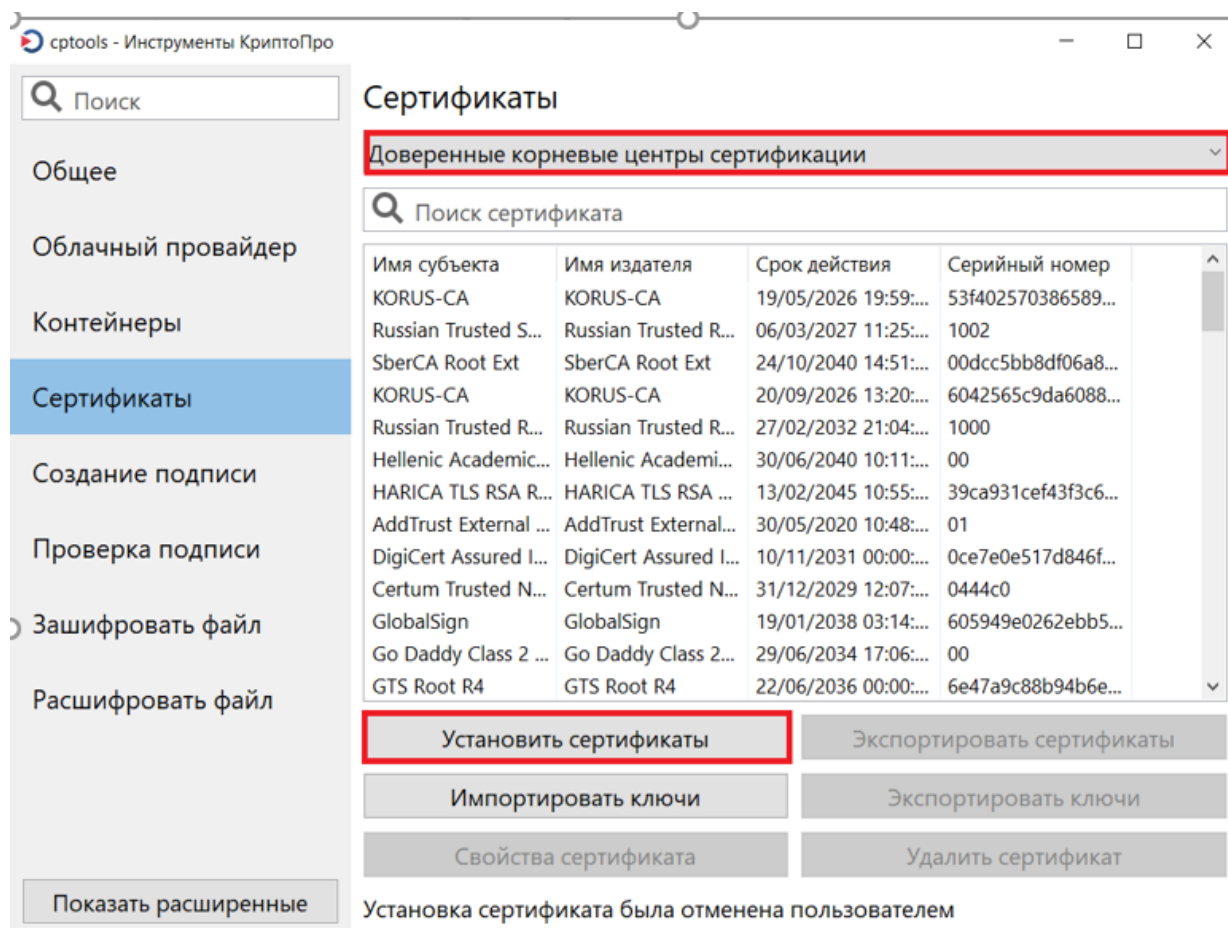 cptools - Инструменты КриптоПро
Поиск
Общее
Облачный провайдер
Контейнеры
Сертификаты
Создание подписи
Проверка подписи
Зашифровать файл
Расшифровать файл
Показать расширенные
Сертификаты
Доверенные корневые центры сертификации
Поиск сертификата
Имя субъекта Имя издателя Срок действия Серийный номер
KORUS-CA KORUS-CA 19/05/2026 19:59:... 53f402570386589...
Russian Trusted S... Russian Trusted R... 06/03/2027 11:25:... 1002
SberCA Root Ext SberCA Root Ext 24/10/2040 14:51:... 00dcc5bb8df06a8...
KORUS-CA KORUS-CA 20/09/2026 13:20:... 6042565c9da6088...
Russian Trusted R... Russian Trusted R... 27/02/2032 21:04:... 1000
Hellenic Academic... Hellenic Academi... 30/06/2040 10:11:... 00
HARICA TLS RSA R... HARICA TLS RSA ... 13/02/2045 10:55:... 39ca931cef43f3c6...
AddTrust External ... AddTrust External... 30/05/2020 10:48:... 01
DigiCert Assured I... DigiCert Assured I... 10/11/2031 00:00:... 0ce7e0e517d846f...
Certum Trusted N... Certum Trusted N... 31/12/2029 12:07:... 0444c0
GlobalSign GlobalSign 19/01/2038 03:14:... 605949e0262ebb5...
Go Daddy Class 2 ... Go Daddy Class 2... 29/06/2034 17:06:... 00
GTS Root R4 GTS Root R4 22/06/2036 00:00:... 6e47a9c88b94b6e...
Установить сертификаты Экспортировать сертификаты
Импортировать ключи Экспортировать ключи
Свойства сертификата Удалить сертификат
Установка сертификата была отменена пользователем